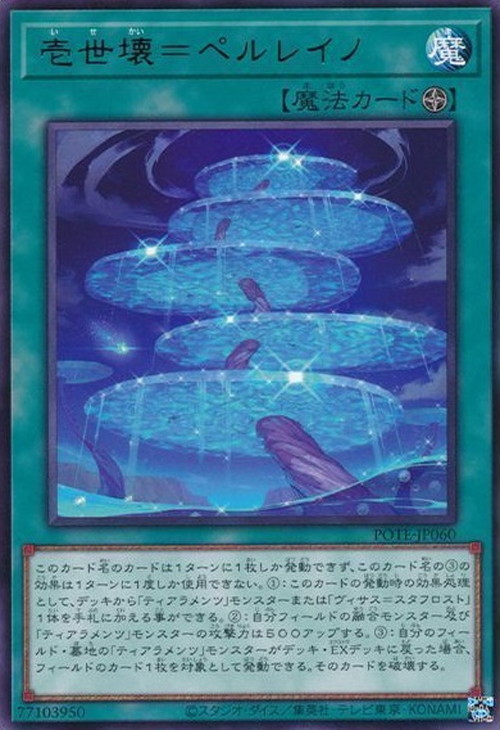 壱世壊=ペルレイノ
魔
【魔法カード】
POTE-JP060
このカード名のカードは1ターンに1枚しか発動できず、このカード名の③の
効果は1ターンに1度しか使用できない。①:このカードの発動時の効果処理
として、デッキから「ティアラメンツ」モンスターまたは「ヴィサス=スタフロスト」
1体を手札に加える事ができる。②:自分フィールドの融合モンスター及び
「ティアラメンツ」モンスターの攻撃力は500アップする。③:自分のフィー
ルド・墓地の「ティアラメンツ」モンスターがデッキ・EXデッキに戻った場合、
フィールドのカード1枚を対象として発動できる。そのカードを破壊する。
77103950
©スタジオ・ダイス/集英社・テレビ東京・KONAMI